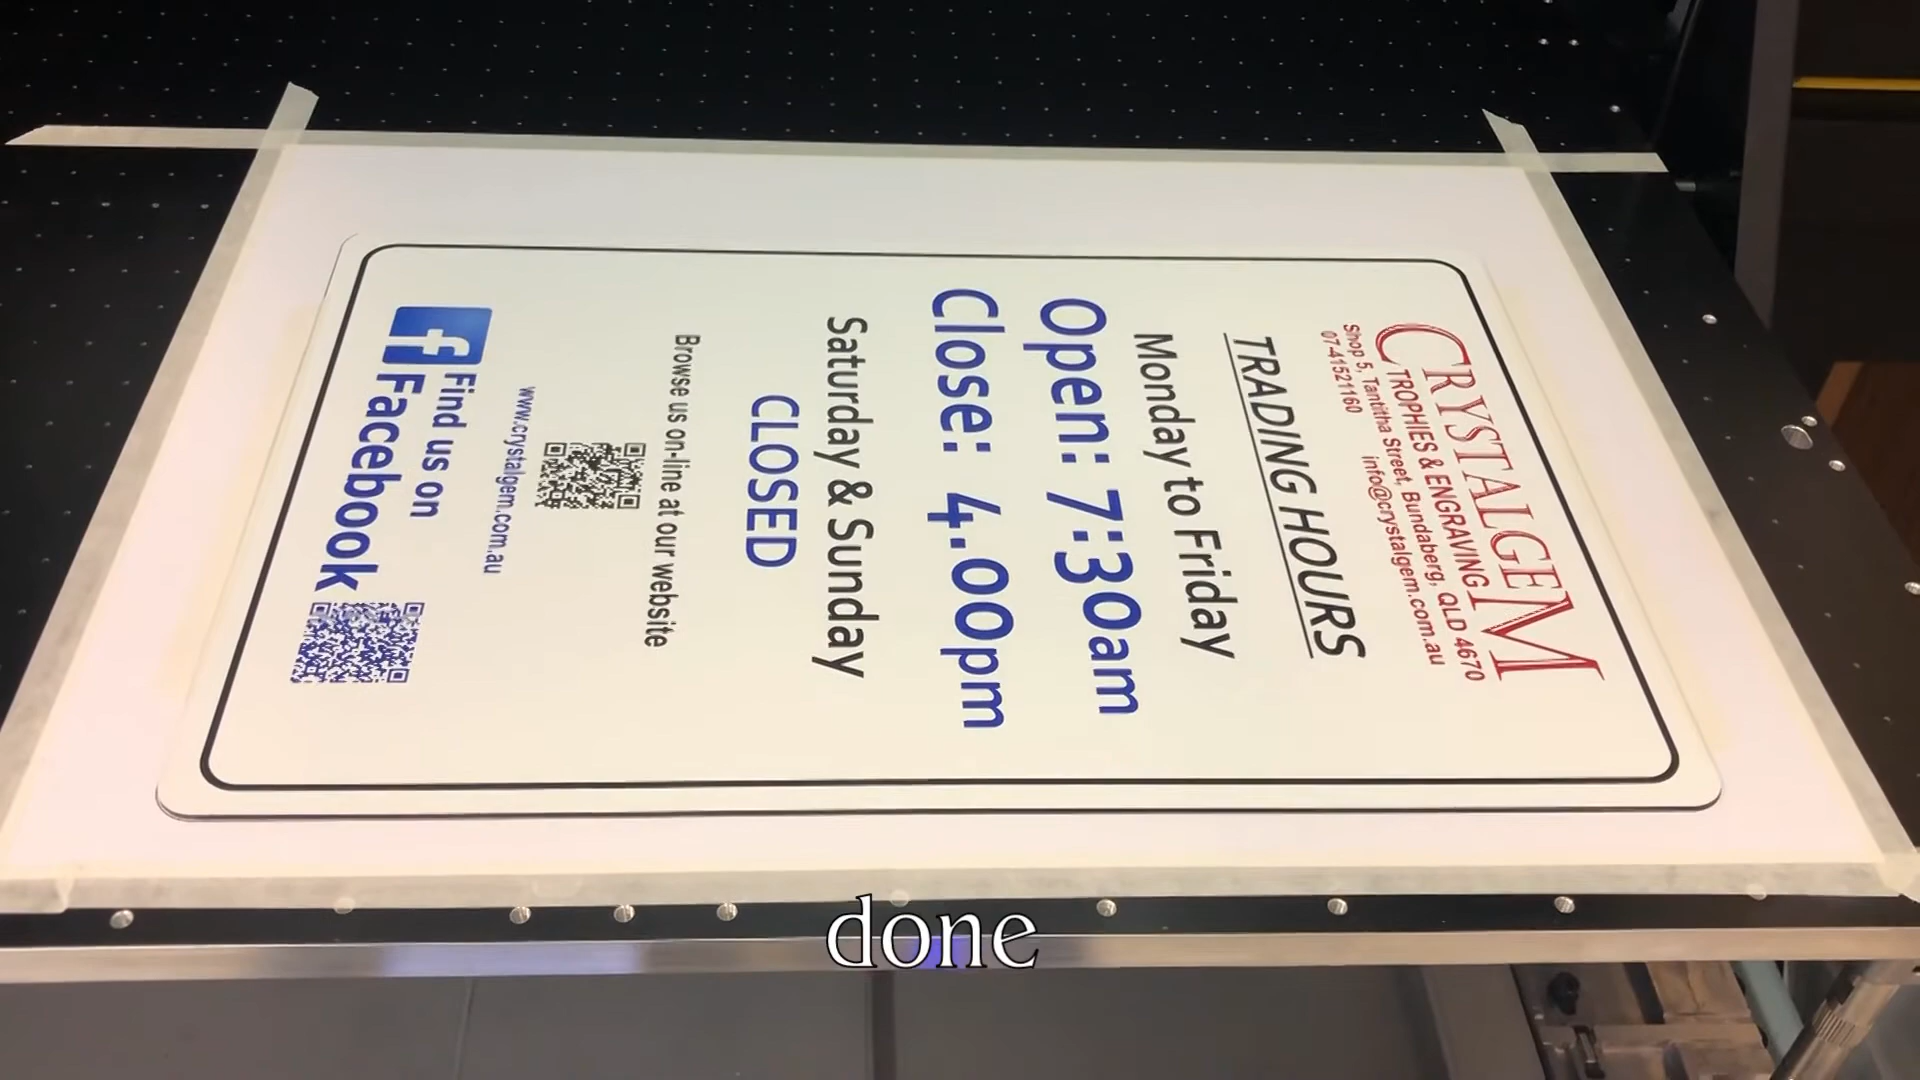 CRYSTALGEM
TROPHIES & ENGRAVING
Shop 5, Tantitha Street, Bundaberg, QLD 4670
07-41521160 info@crystalgem.com.au
TRADING HOURS
Monday to Friday
Open: 7:30am
Close: 4.00pm
Saturday & Sunday
CLOSED
Browse us on-line at our website
www.crystalgem.com.au
f Find us on
Facebook
done